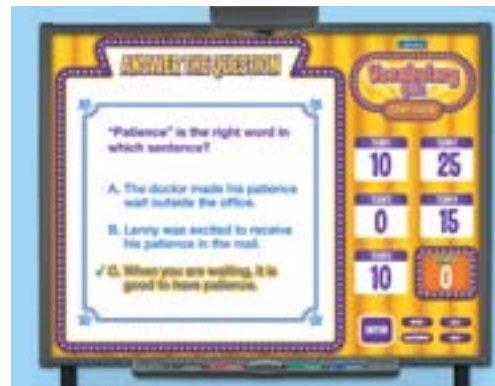 ANSWER THE QUESTION
"Patience" is the right word in
which sentence?
A. The doctor made his patience
wait outside the office.
B. Lenny was excited to receive
his patience in the mail.
✓ C. When you are waiting, it is
good to have patience.
Vocabulary
10
25
0
15
10
0